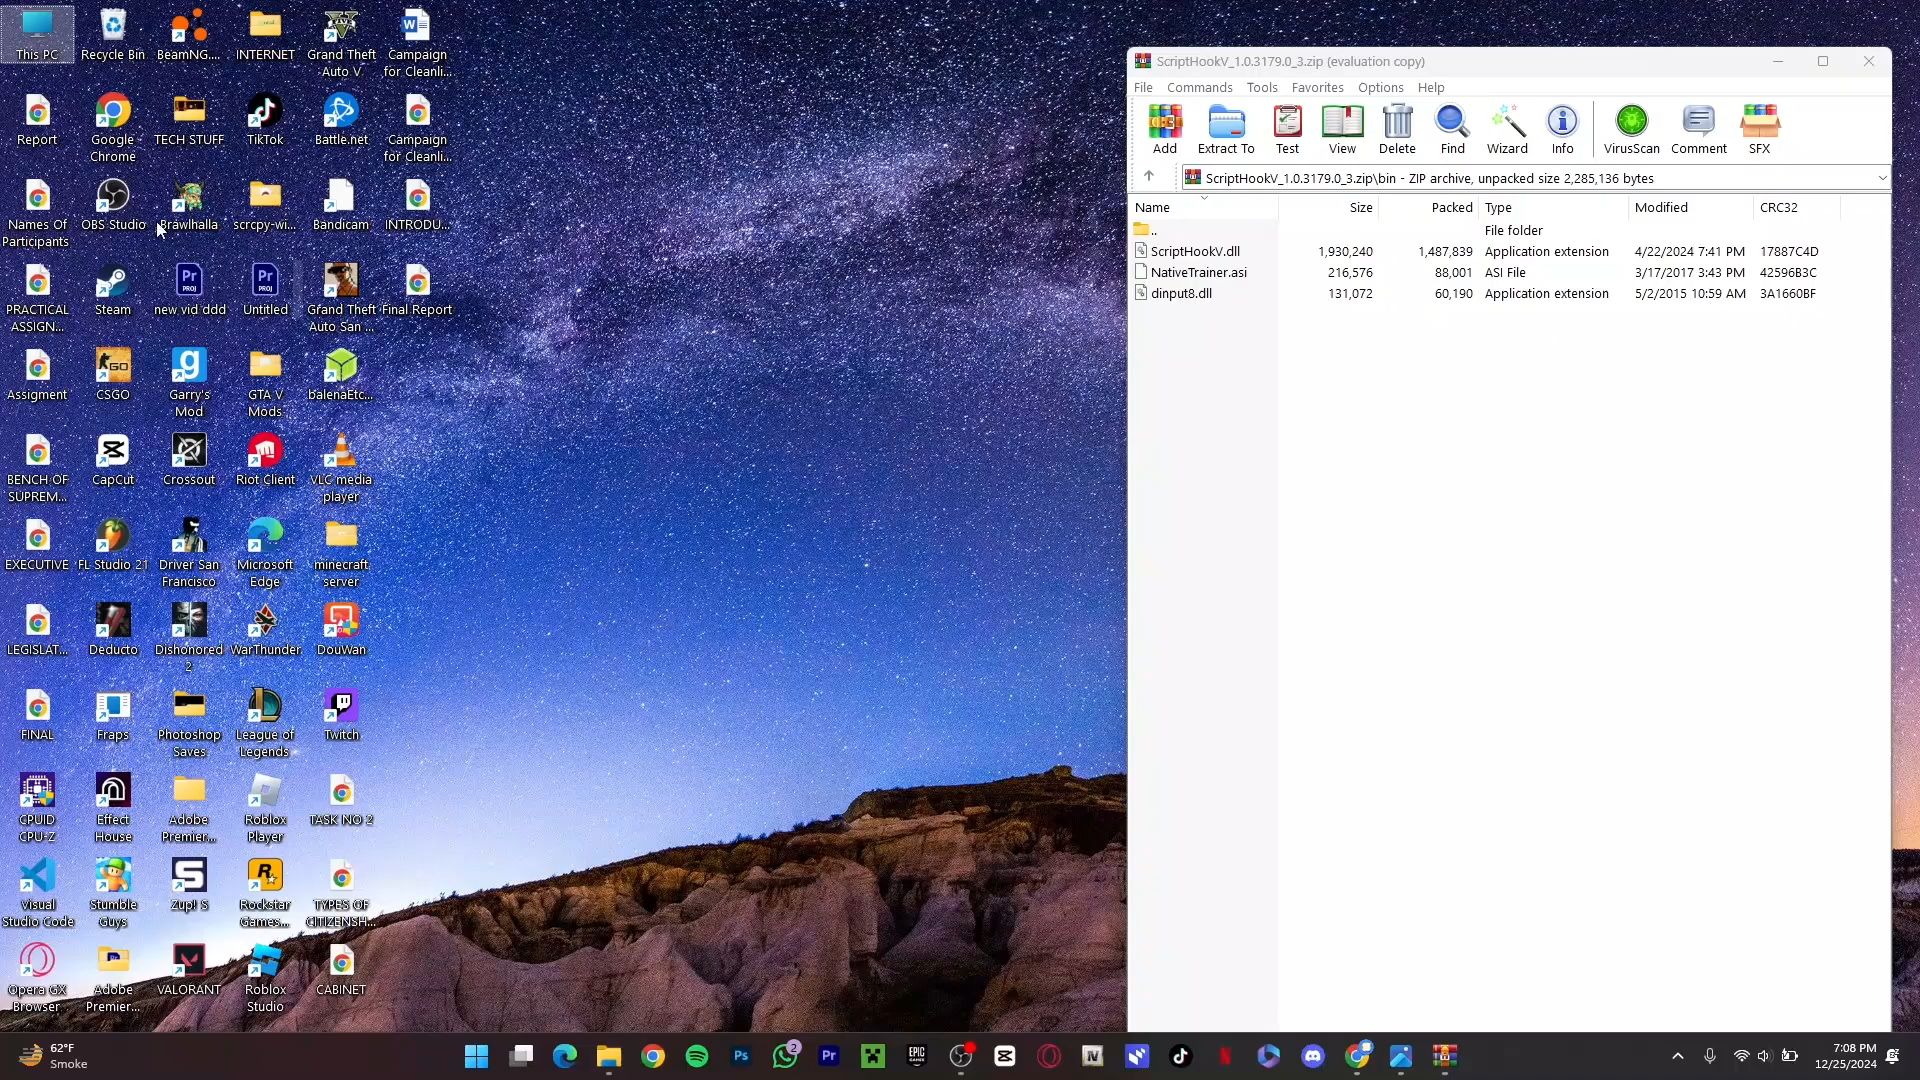 This PC
Recycle Bin
BeamNG....
INTERNET
Grand Theft
Auto V
Campaign
for Cleanli...
Report
Google
Chrome
TECH STUFF
TikTok
Battle.net
Campaign
for Cleanli...
Names Of
Participants
OBS Studio
Brawlhalla
scrcpy-wi...
Bandicam
INTRODU...
PRACTICAL
ASSIGN...
Steam
new vid ddd
Untitled
Grand Theft
Auto San ...
Final Report
Assigment
CSGO
Garry's
Mod
GTA V
Mods
balenaEtc...
BENCH OF
SUPREM...
CapCut
Crossout
Riot Client
VLC media
player
EXECUTIVE
FL Studio 21
Driver San
Francisco
Microsoft
Edge
minecraft
server
LEGISLAT...
Deducto
Dishonored
2
WarThunder
DouWan
FINAL
Fraps
Photoshop
Saves
League of
Legends
Twitch
CPUID
CPU-Z
Effect
House
Adobe
Premier...
Roblox
Player
TASK NO 2
Visual
Studio Code
Stumble
Guys
Zup! S
Rockstar
Games...
TYPES OF
CITIZENSH...
Opera GX
Browser
Adobe
Premier...
VALORANT
Roblox
Studio
CABINET
ScriptHookV_1.0.3179.0_3.zip (evaluation copy)
File Commands Tools Favorites Options Help
Add Extract To Test View Delete Find Wizard Info VirusScan Comment SFX
ScriptHookV_1.0.3179.0_3.zip\bin - ZIP archive, unpacked size 2,285,136 bytes
Name Size Packed Type Modified CRC32
.. File folder
ScriptHookV.dll 1,930,240 1,487,839 Application extension 4/22/2024 7:41 PM 17887C4D
NativeTrainer.asi 216,576 88,001 ASI File 3/17/2017 3:43 PM 42596B3C
dinput8.dll 131,072 60,190 Application extension 5/2/2015 10:59 AM 3A1660BF
62°F
Smoke
2
7:08 PM
12/25/2024